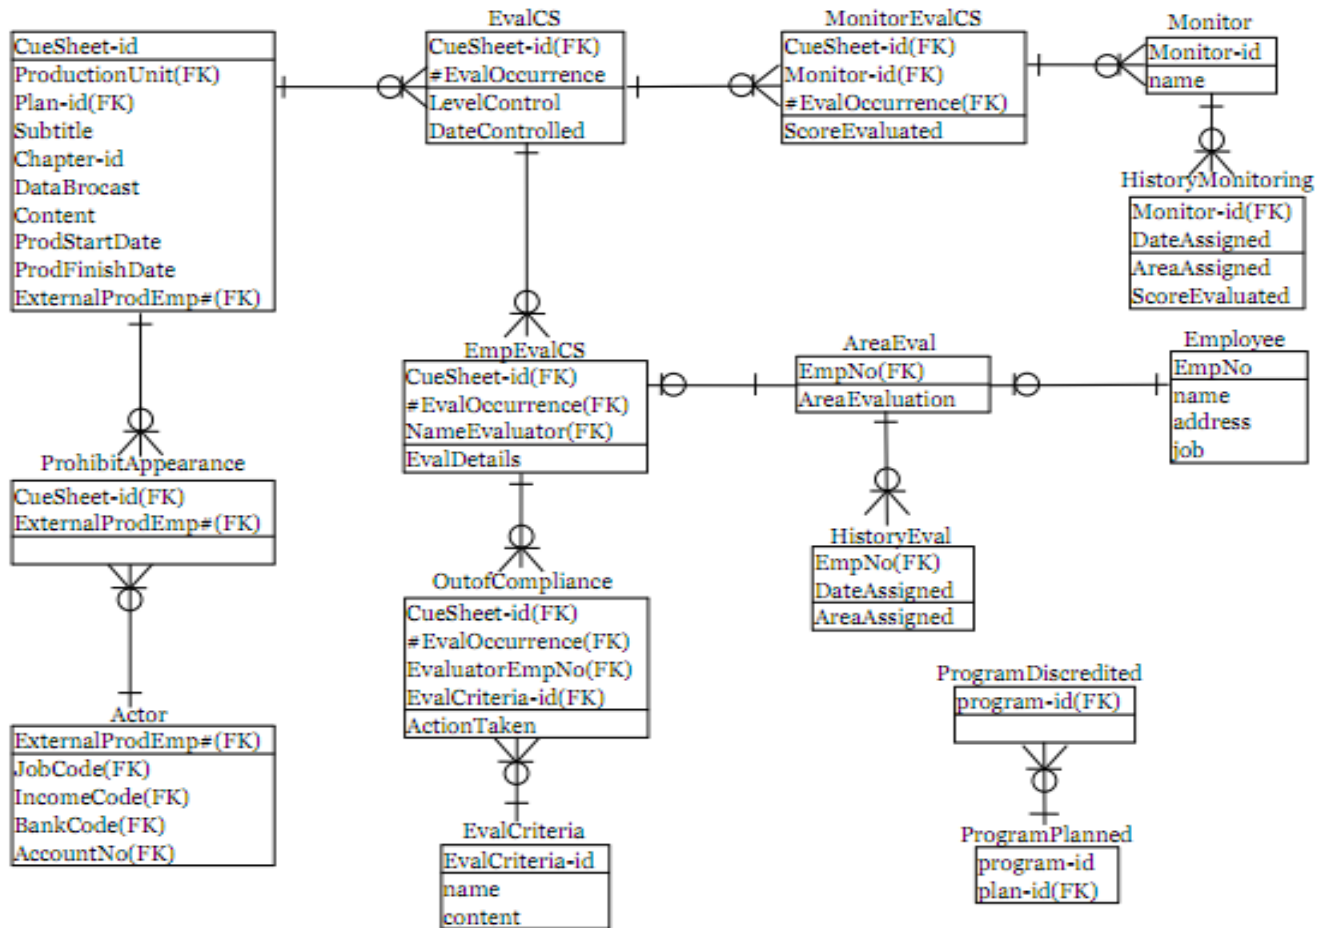 CueSheet-id
ProductionUnit(FK)
Plan-id(FK)
Subtitle
Chapter-id
DataBrocast
Content
ProdStartDate
ProdFinishDate
ExternalProdEmp#(FK)
EvalCS
CueSheet-id(FK)
#EvalOccurrence
LevelControl
DateControlled
MonitorEvalCS
CueSheet-id(FK)
Monitor-id(FK)
#EvalOccurrence(FK)
ScoreEvaluated
Monitor
Monitor-id
name
HistoryMonitoring
Monitor-id(FK)
DateAssigned
AreaAssigned
ScoreEvaluated
EmpEvalCS
CueSheet-id(FK)
#EvalOccurrence(FK)
NameEvaluator(FK)
EvalDetails
AreaEval
EmpNo(FK)
AreaEvaluation
Employee
EmpNo
name
address
job
ProhibitAppearance
CueSheet-id(FK)
ExternalProdEmp#(FK)
OutofCompliance
CueSheet-id(FK)
#EvalOccurrence(FK)
EvaluatorEmpNo(FK)
EvalCriteria-id(FK)
ActionTaken
HistoryEval
EmpNo(FK)
DateAssigned
AreaAssigned
ProgramDiscredited
program-id(FK)
Actor
ExternalProdEmp#(FK)
JobCode(FK)
IncomeCode(FK)
BankCode(FK)
AccountNo(FK)
EvalCriteria
EvalCriteria-id
name
content
ProgramPlanned
program-id
plan-id(FK)